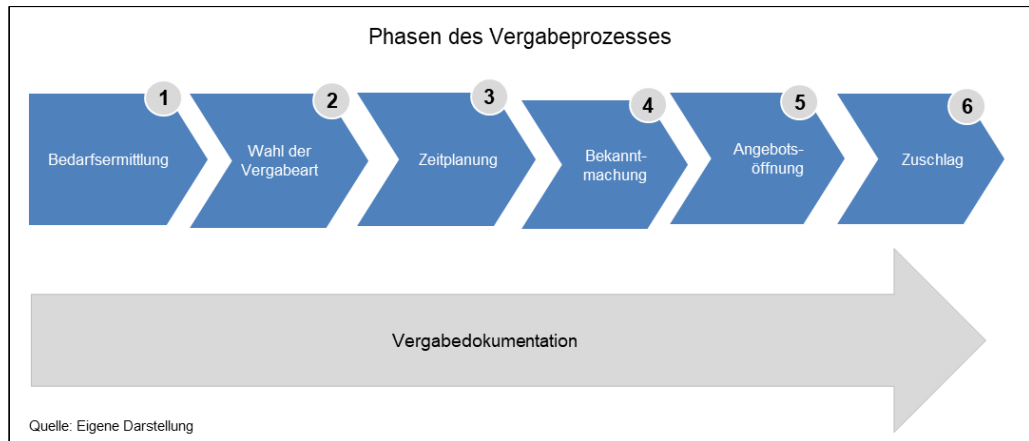 Phasen des Vergabeprozesses
1
Bedarfsermittlung
2
Wahl der
Vergabeart
3
Zeitplanung
4
Bekannt-
machung
5
Angebots-
öffnung
6
Zuschlag
Vergabedokumentation
Quelle: Eigene Darstellung